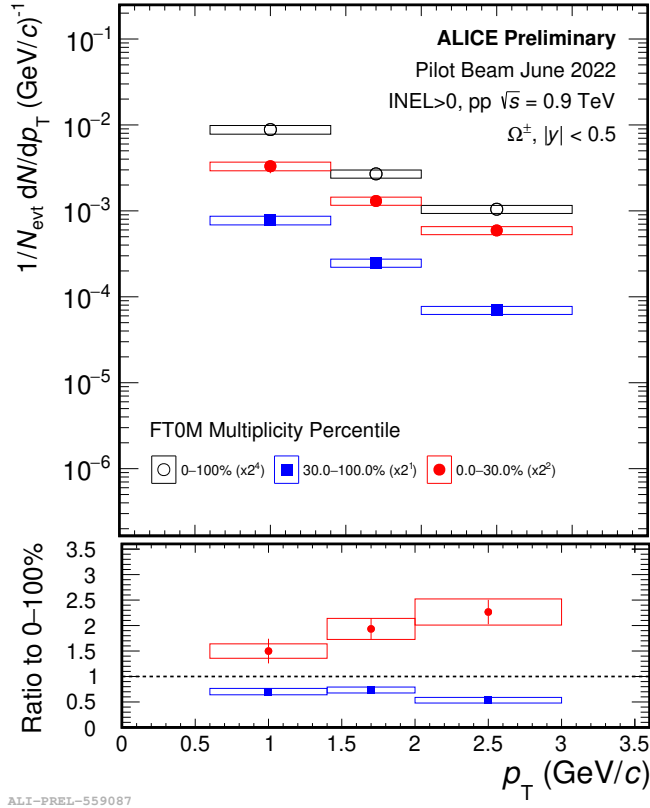 1/N_evt dN/dp_T (GeV/c)⁻¹
10⁻¹
10⁻²
10⁻³
10⁻⁴
10⁻⁵
10⁻⁶
ALICE Preliminary
Pilot Beam June 2022
INEL>0, pp √s = 0.9 TeV
Ω±, |y| < 0.5
FT0M Multiplicity Percentile
0–100% (x2⁴) 30.0–100.0% (x2¹) 0.0–30.0% (x2²)
Ratio to 0–100%
3.5
3
2.5
2
1.5
1
0.5
0
0 0.5 1 1.5 2 2.5 3 3.5
p_T (GeV/c)
ALI-PREL-559087